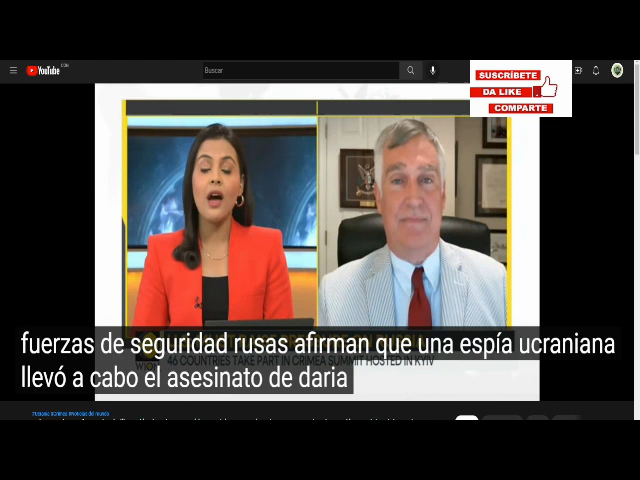 YouTube
Buscar
SUSCRÍBETE
DA LIKE
COMPARTE
fuerzas de seguridad rusas afirman que una espía ucraniana
46 COUNTRIES TAKE PART IN CRIMEA SUMMIT HOSTED IN KYIV
llevó a cabo el asesinato de daria